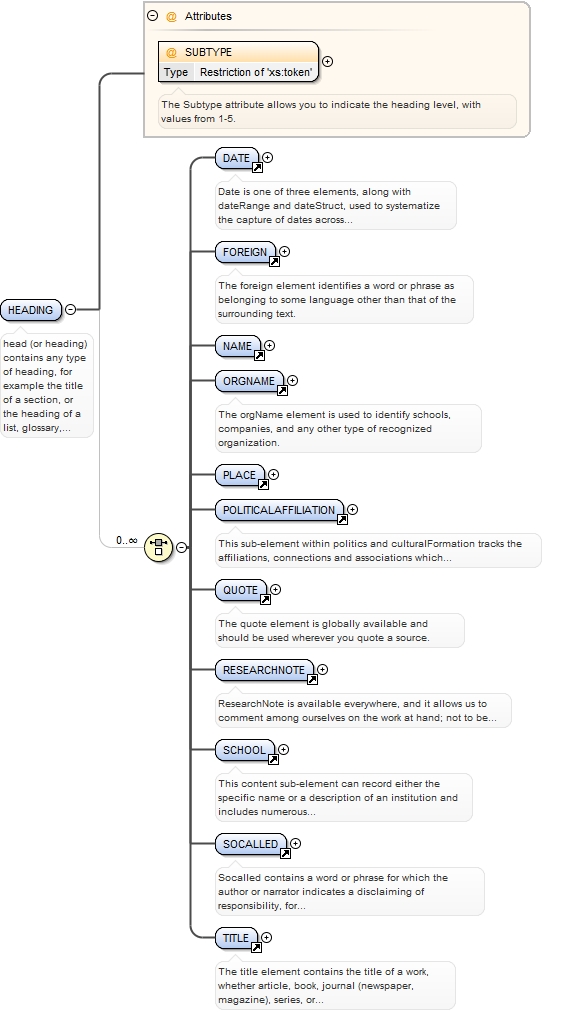 @ Attributes
@ SUBTYPE
Type Restriction of 'xs:token'
The Subtype attribute allows you to indicate the heading level, with
values from 1-5.
DATE
Date is one of three elements, along with
dateRange and dateStruct, used to systematize
the capture of dates across...
FOREIGN
The foreign element identifies a word or phrase as
belonging to some language other than that of the
surrounding text.
HEADING
head (or heading)
contains any type
of heading, for
example the title
of a section, or
the heading of a
list, glossary,...
NAME
ORGNAME
The orgName element is used to identify schools,
companies, and any other type of recognized
organization.
PLACE
POLITICALAFFILIATION
0..∞
This sub-element within politics and culturalFormation tracks the
affiliations, connections and associations which...
QUOTE
The quote element is globally available and
should be used wherever you quote a source.
RESEARCHNOTE
ResearchNote is available everywhere, and it allows us to
comment among ourselves on the work at hand; not to be...
SCHOOL
This content sub-element can record either the
specific name or a description of an institution and
includes numerous...
SOCALLED
Socalled contains a word or phrase for which the
author or narrator indicates a disclaiming of
responsibility, for...
TITLE
The title element contains the title of a work,
whether article, book, journal (newspaper,
magazine), series, or...